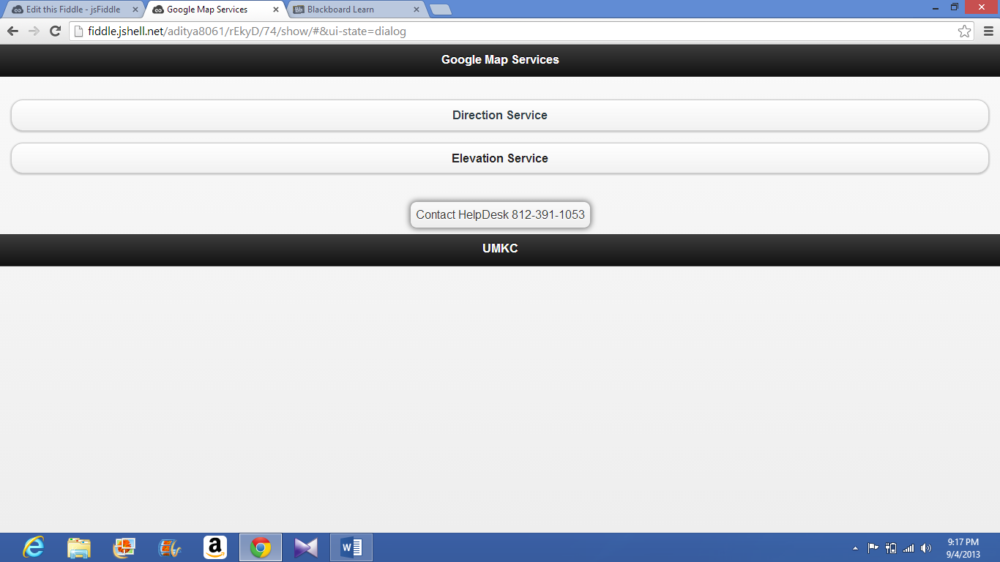 Edit this Fiddle - jsFiddle
Google Map Services
Bb Blackboard Learn
fiddle.jshell.net/aditya8061/rEkyD/74/show/#&ui-state=dialog
Google Map Services
Direction Service
Elevation Service
Contact HelpDesk 812-391-1053
UMKC
9:17 PM
9/4/2013